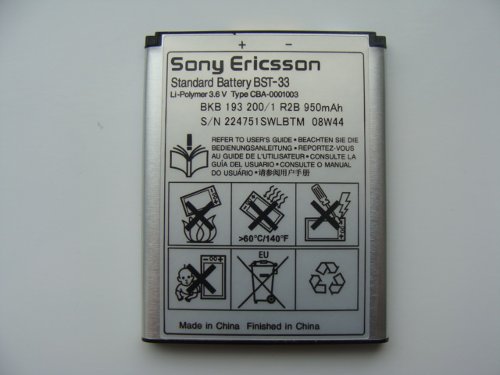 + -
Sony Ericsson
Standard Battery BST-33
Li-Polymer 3.6 V Type CBA-0001003
BKB 193 200/1 R2B 950mAh
S/N 224751SWLBTM 08W44
REFER TO USER'S GUIDE • BEACHTEN SIE DIE
BEDIENUNGSANLEITUNG • REPORTEZ-VOUS
AU GUIDE DE L'UTILISATEUR • CONSULTE LA
GUÍA DEL USUARIO • CONSULTE O MANUAL
DO USUÁRIO • 请参阅用户手册
>60°C/140°F
EU
Made in China Finished in China